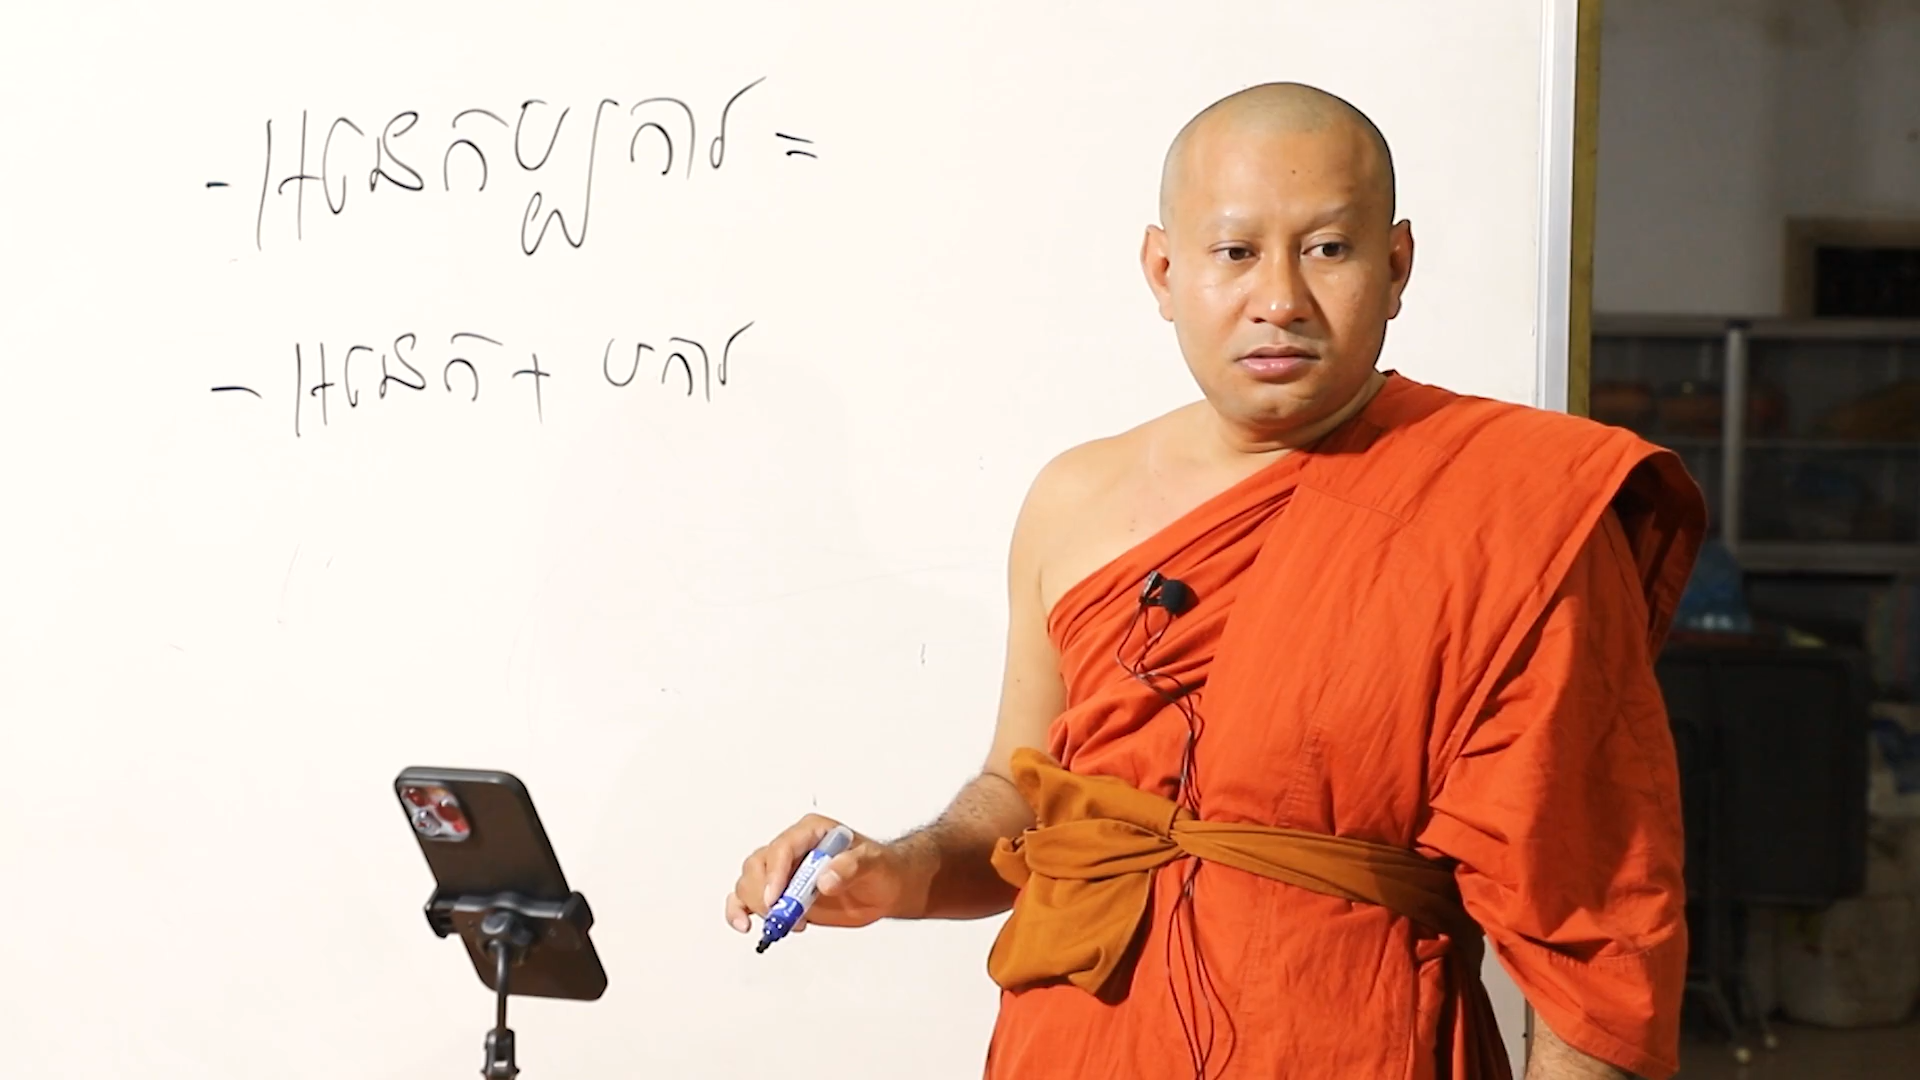 - អនេកប្បការ =
- អនេក + បការ